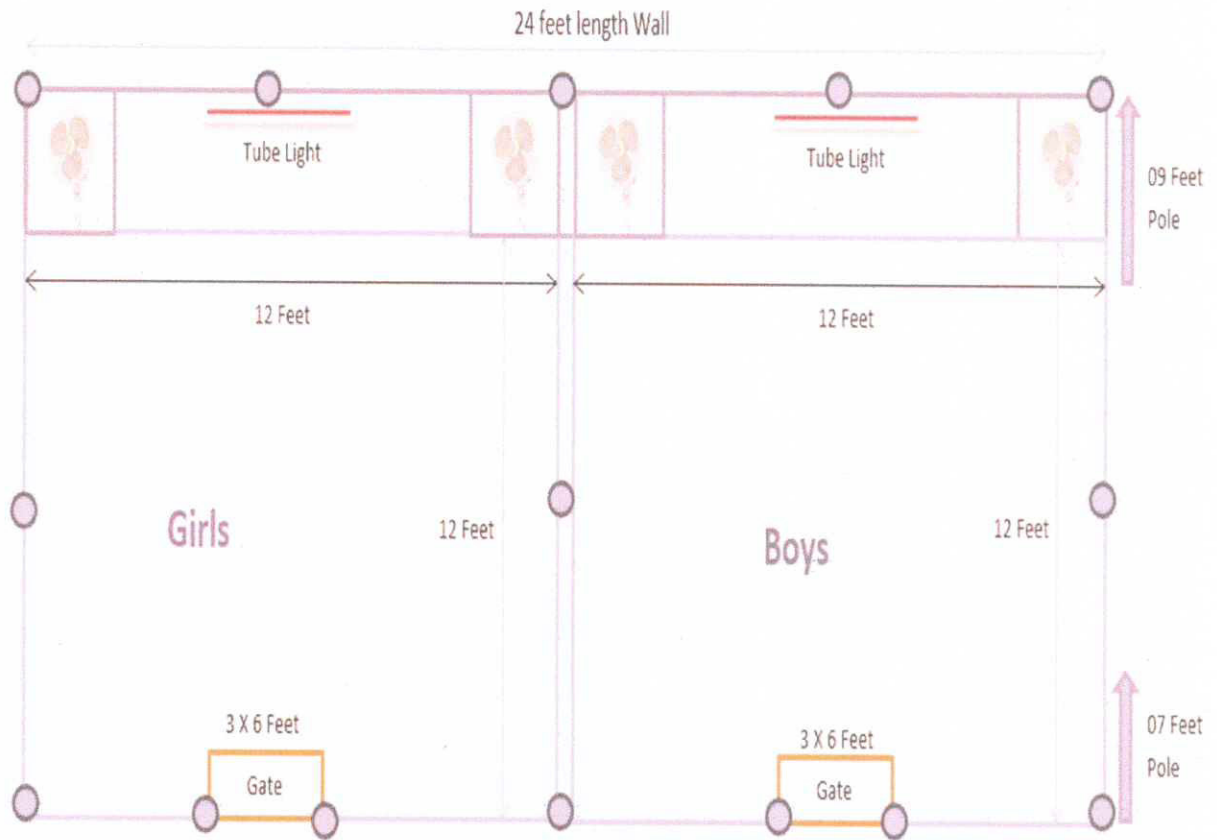 24 feet length Wall
Tube Light
Tube Light
09 Feet
Pole
12 Feet
12 Feet
Girls
12 Feet
Boys
12 Feet
3 X 6 Feet
Gate
3 X 6 Feet
Gate
07 Feet
Pole